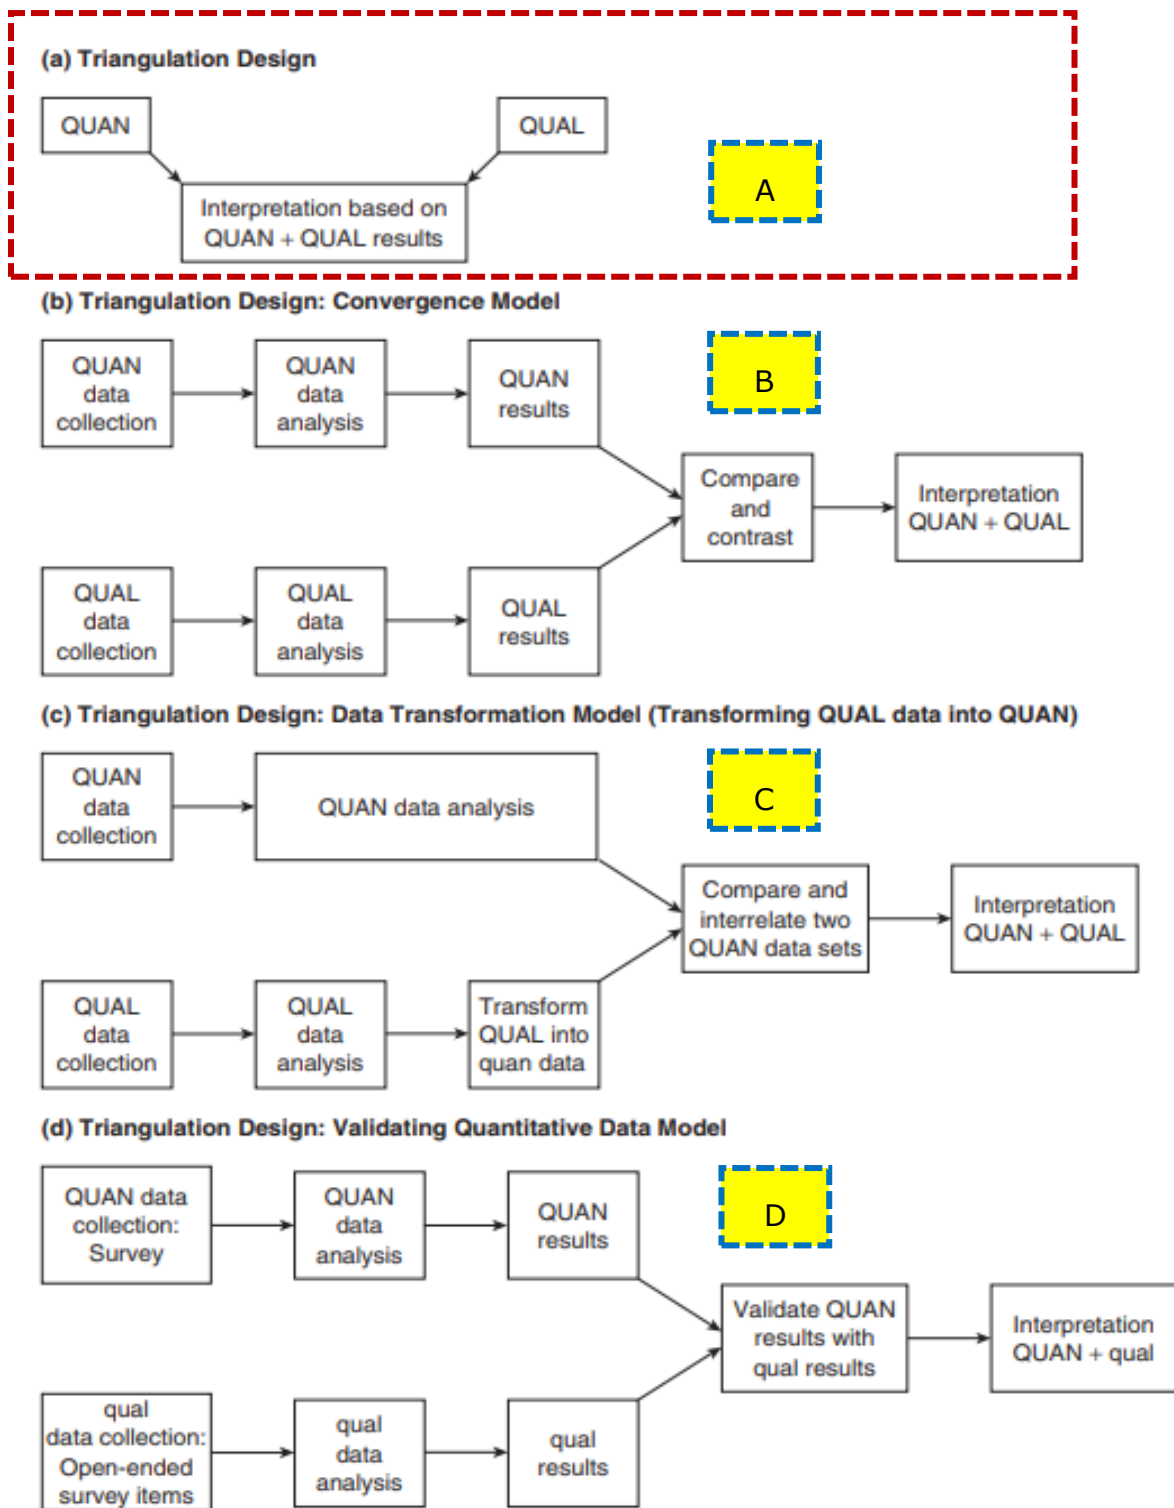 (a) Triangulation Design
QUAN
QUAL
Interpretation based on
QUAN + QUAL results
A
(b) Triangulation Design: Convergence Model
QUAN
data
collection
QUAN
data
analysis
QUAN
results
B
Compare
and
contrast
Interpretation
QUAN + QUAL
QUAL
data
collection
QUAL
data
analysis
QUAL
results
(c) Triangulation Design: Data Transformation Model (Transforming QUAL data into QUAN)
QUAN
data
collection
QUAN data analysis
C
Compare and
interrelate two
QUAN data sets
Interpretation
QUAN + QUAL
QUAL
data
collection
QUAL
data
analysis
Transform
QUAL into
quan data
(d) Triangulation Design: Validating Quantitative Data Model
QUAN data
collection:
Survey
QUAN
data
analysis
QUAN
results
D
Validate QUAN
results with
qual results
Interpretation
QUAN + qual
qual
data collection:
Open-ended
survey items
qual
data
analysis
qual
results